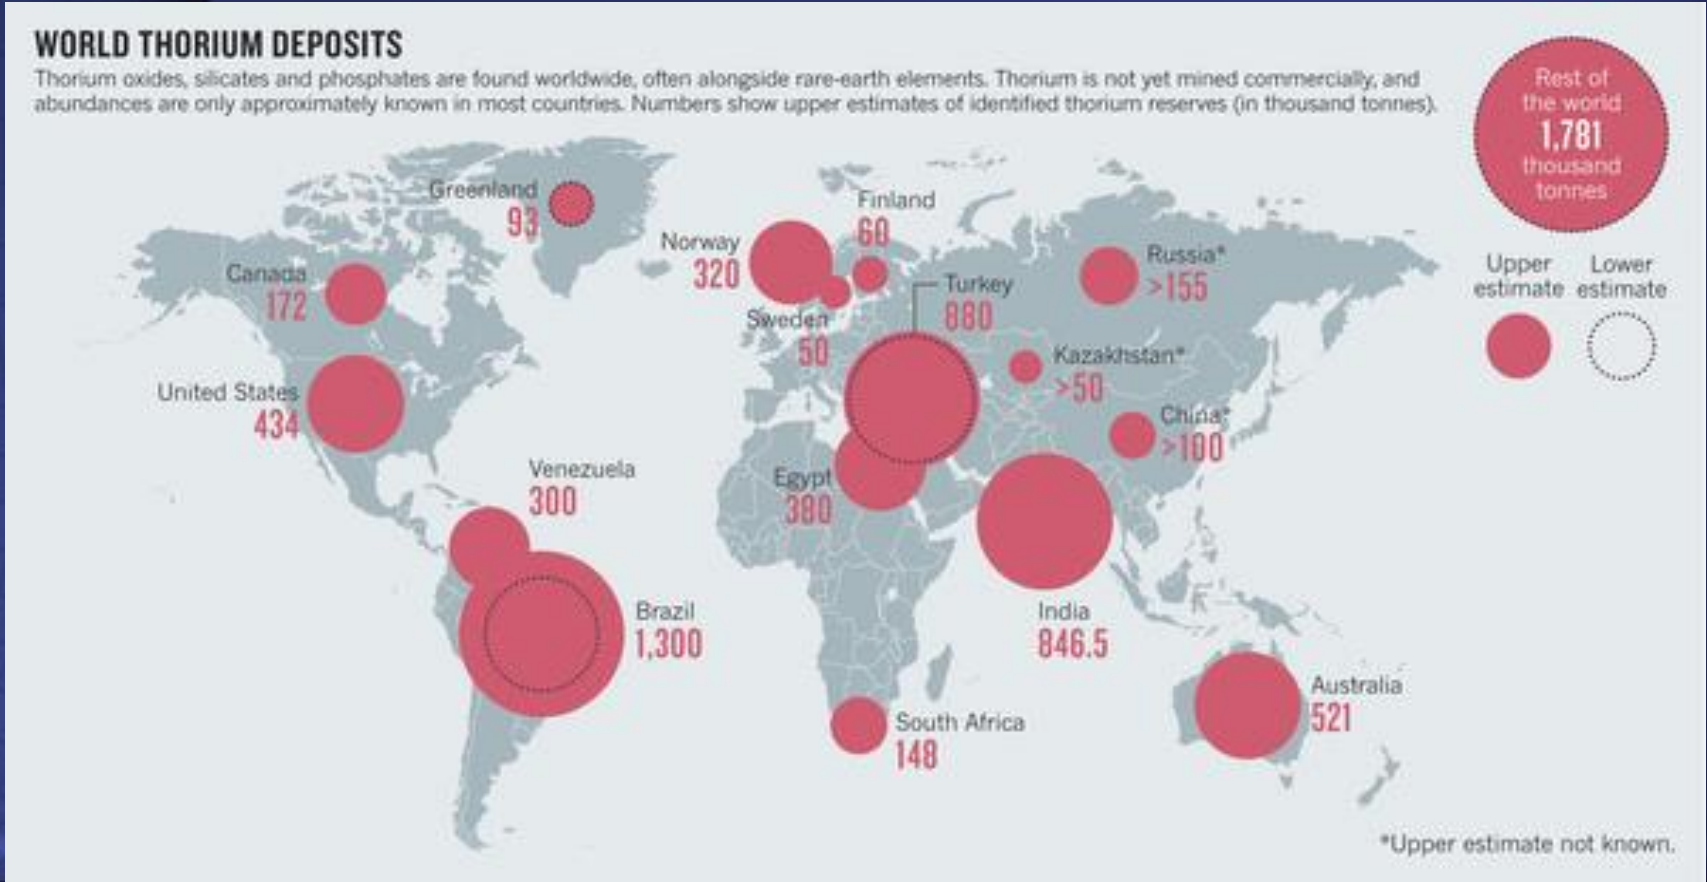 WORLD THORIUM DEPOSITS
Thorium oxides, silicates and phosphates are found worldwide, often alongside rare-earth elements. Thorium is not yet mined commercially, and
abundances are only approximately known in most countries. Numbers show upper estimates of identified thorium reserves (in thousand tonnes).
Rest of
the world
1,781
thousand
tonnes
Upper
estimate
Lower
estimate
Greenland
93
Finland
60
Norway
320
Russia*
>155
Canada
172
Turkey
880
Sweden
50
Kazakhstan*
>50
United States
434
China*
>100
Venezuela
300
Egypt
380
Brazil
1,300
India
846.5
Australia
521
South Africa
148
*Upper estimate not known.